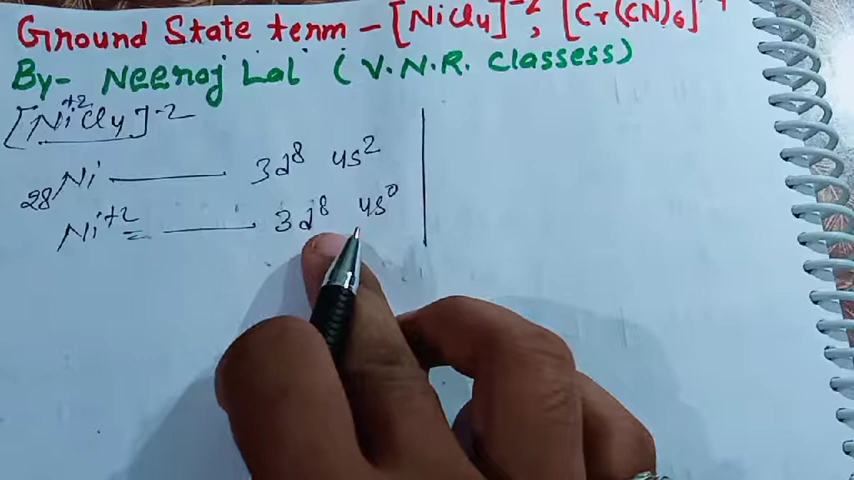 Ground State term - [NiCl4]-2, [Cr(CN)6]-4
By- Neeraj Lal (V.N.R. Classess)
[Ni+2Cl4]-2
28Ni —— 3d8 4s2
Ni+2 = —— 3d8 4s0